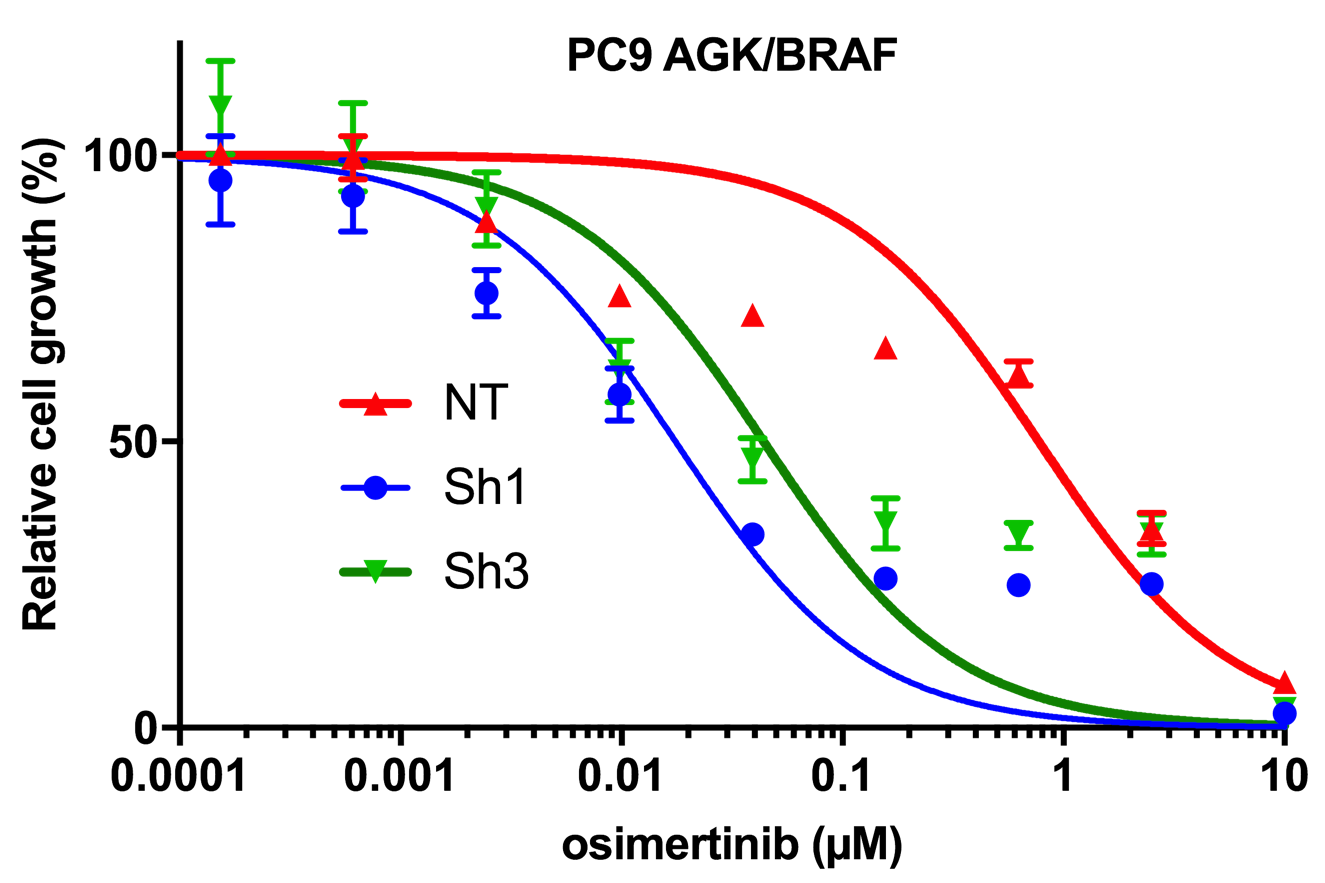 PC9 AGK/BRAF
Relative cell growth (%)
100
50
0
NT
Sh1
Sh3
0.0001 0.001 0.01 0.1 1 10
osimertinib (µM)